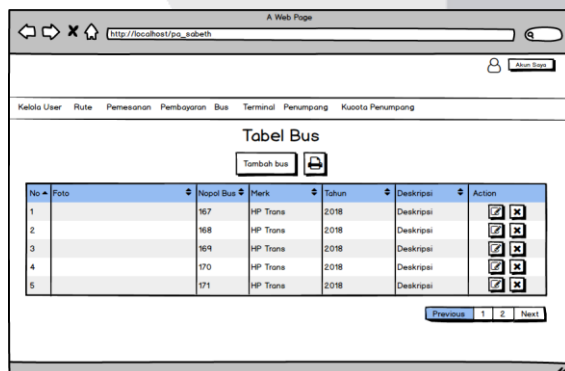 A Web Page
http://localhost/pa_sabeth
Akun Saya
Kelola User Rute Pemesanan Pembayaran Bus Terminal Penumpang Kuoota Penumpang
Tabel Bus
Tambah bus
No Foto Nopol Bus Merk Tahun Deskripsi Action
1 167 HP Trans 2018 Deskripsi
2 168 HP Trans 2018 Deskripsi
3 169 HP Trans 2018 Deskripsi
4 170 HP Trans 2018 Deskripsi
5 171 HP Trans 2018 Deskripsi
Previous 1 2 Next